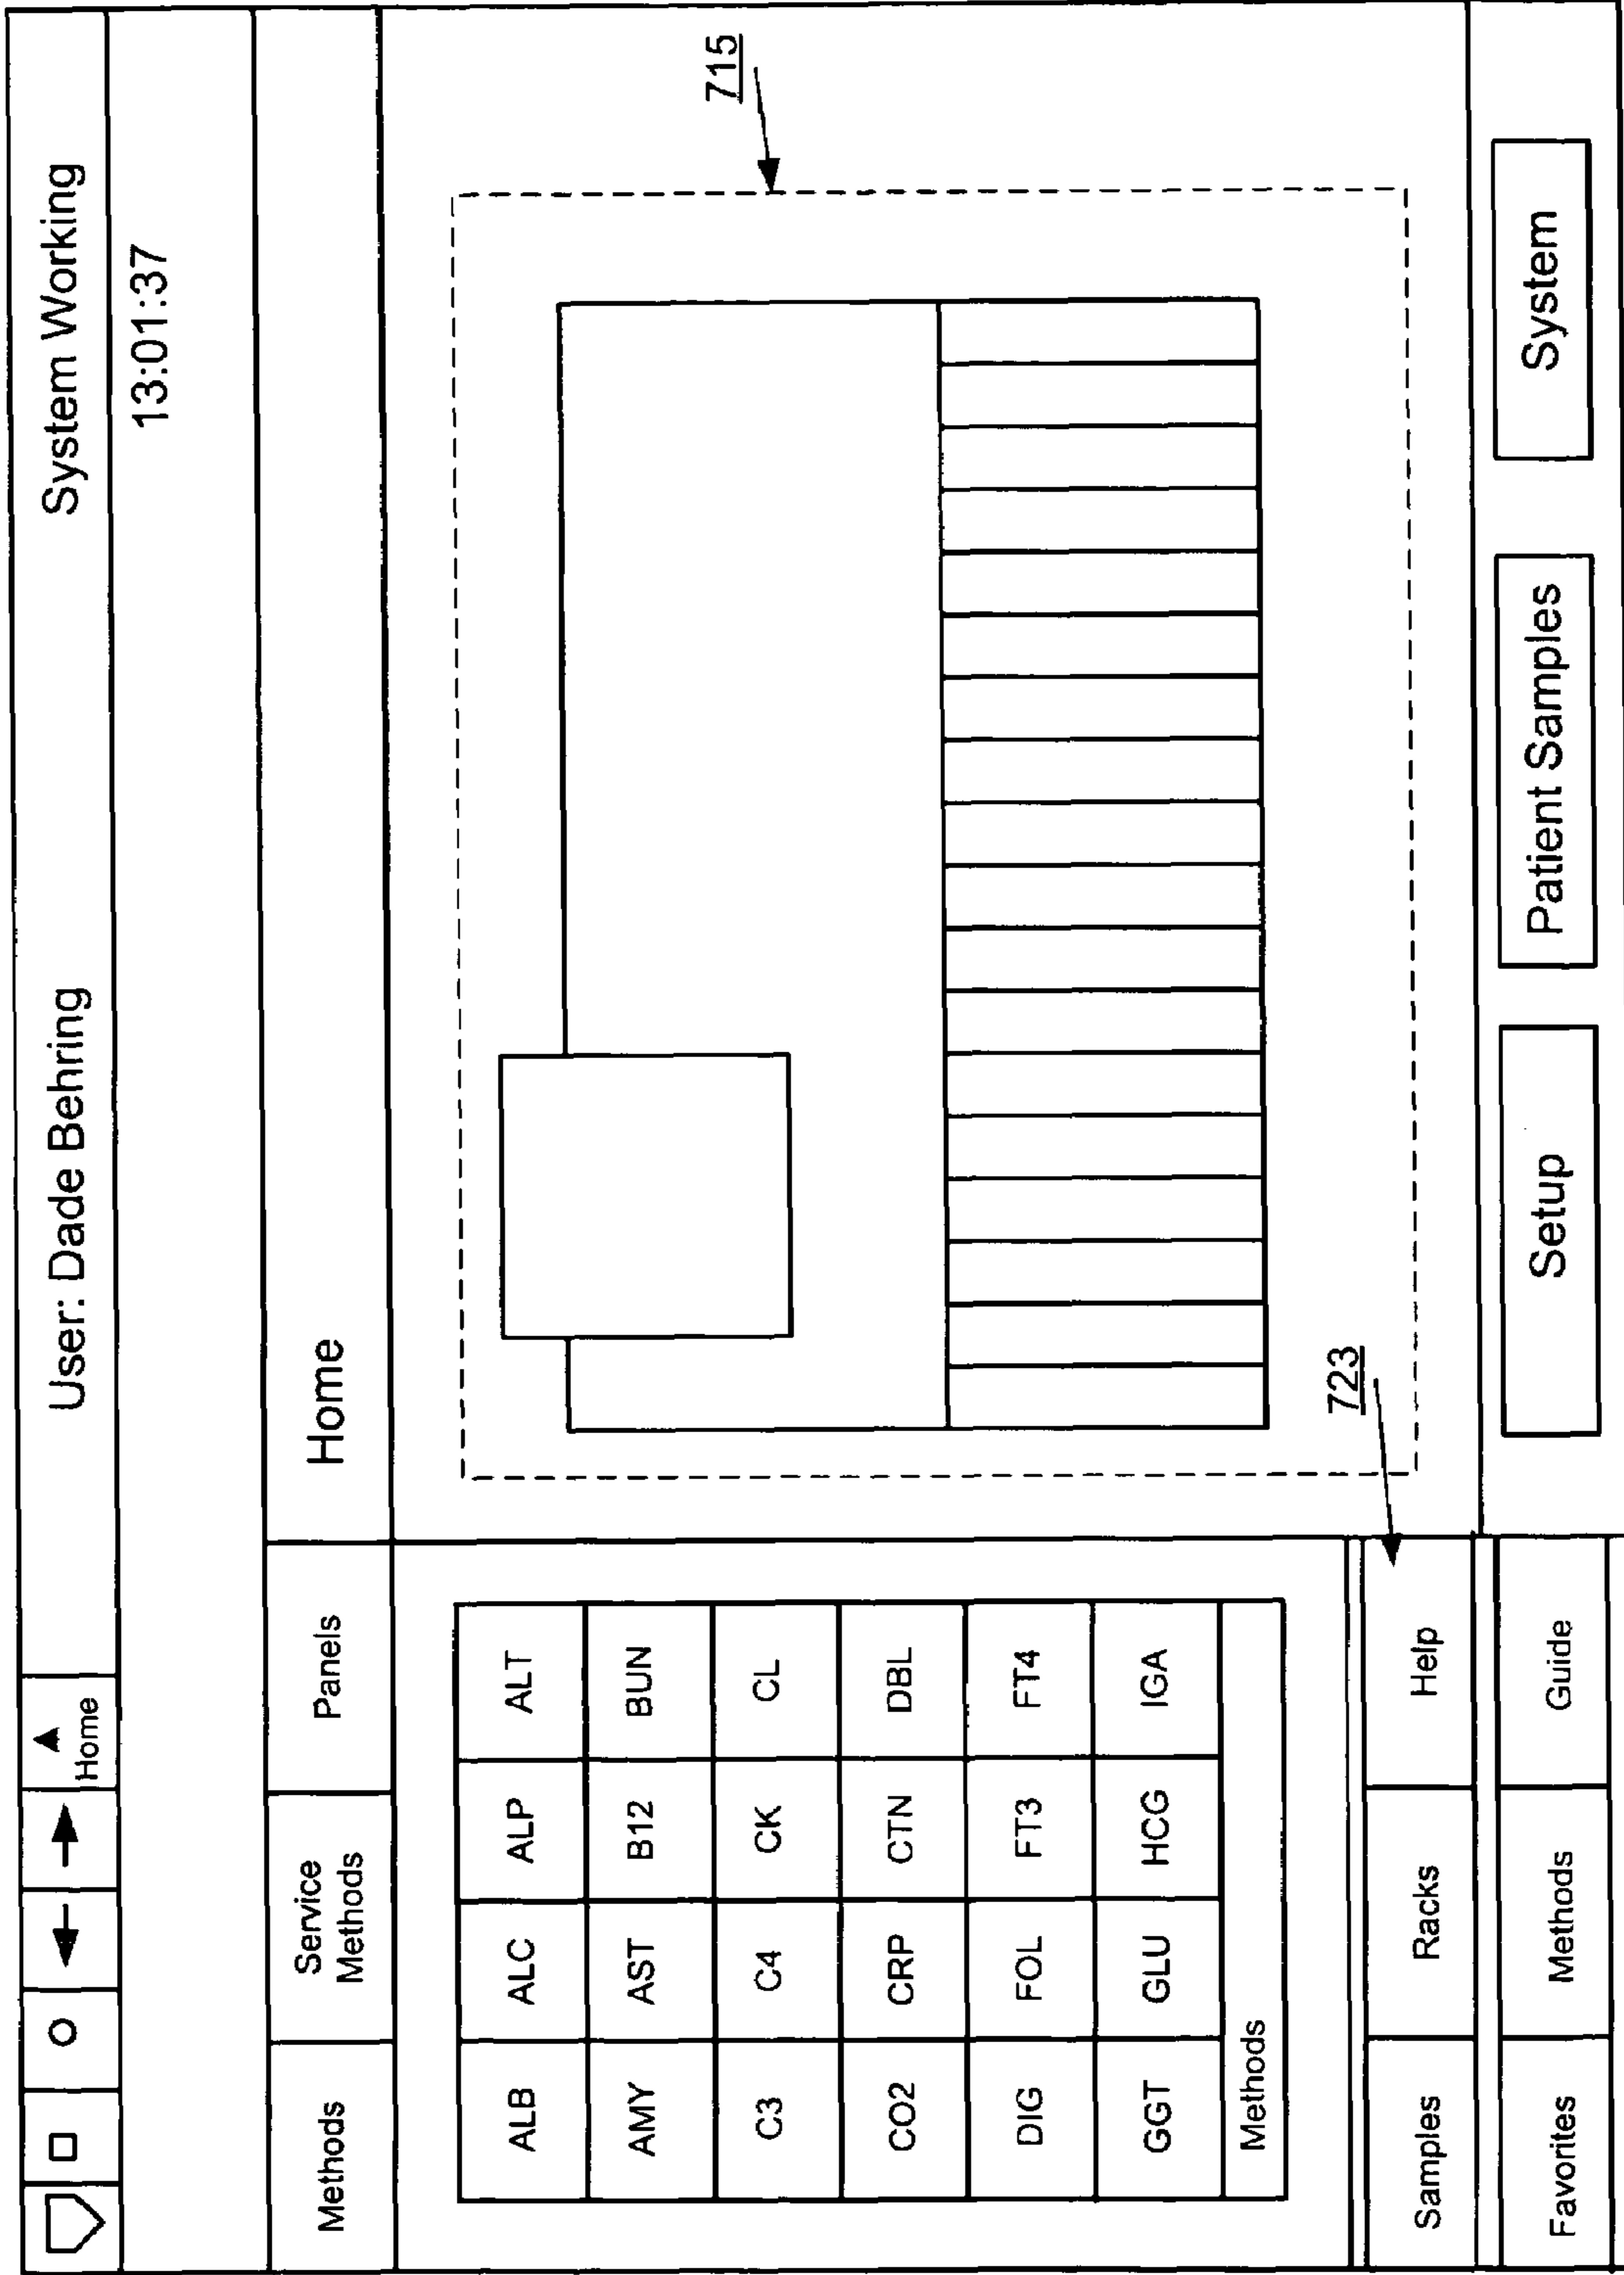 Home
User: Dade Behring
System Working
13:01:37
Methods
Service
Methods
Panels
Home
ALB ALC ALP ALT
AMY AST B12 BUN
C3 C4 CK CL
CO2 CRP CTN DBL
DIG FOL FT3 FT4
GGT GLU HCG IGA
Methods
715
723
Samples Racks Help
Favorites Methods Guide
Setup
Patient Samples
System